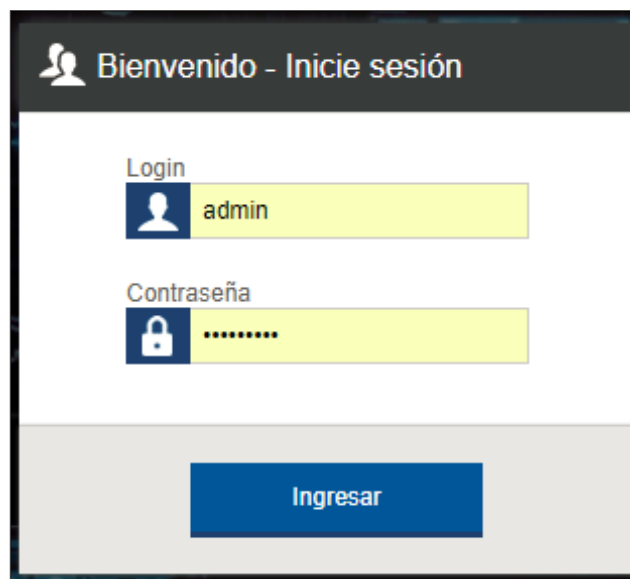 Bienvenido - Inicie sesión
Login
admin
Contraseña
•••••••••
Ingresar